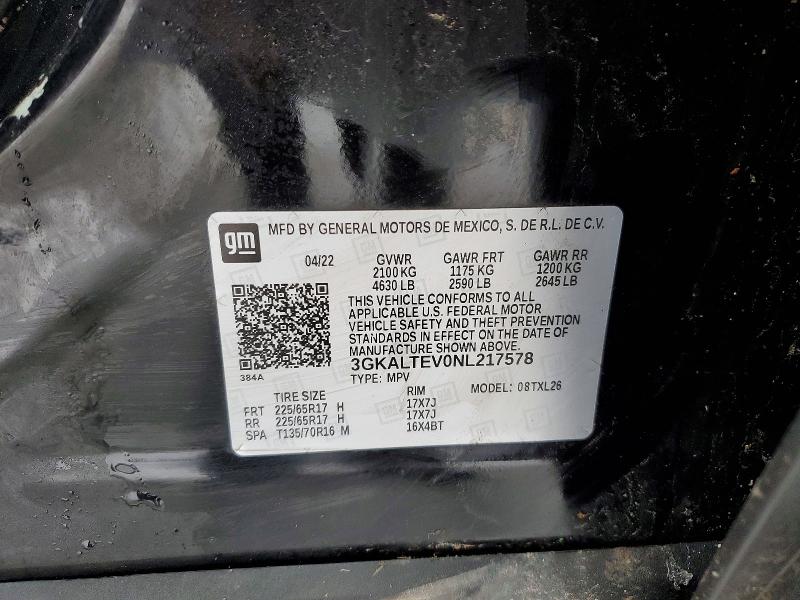 gm MFD BY GENERAL MOTORS DE MEXICO, S. DE R.L. DE C.V.
04/22 GVWR GAWR FRT GAWR RR
2100 KG 1175 KG 1200 KG
4630 LB 2590 LB 2645 LB
THIS VEHICLE CONFORMS TO ALL
APPLICABLE U.S. FEDERAL MOTOR
VEHICLE SAFETY AND THEFT PREVENTION
STANDARDS IN EFFECT ON THE DATE OF
MANUFACTURE SHOWN ABOVE.
384A
3GKALTEV0NL217578
TYPE: MPV MODEL: 08TXL26
TIRE SIZE RIM
FRT 225/65R17 H 17X7J
RR 225/65R17 H 17X7J
SPA T135/70R16 M 16X4BT